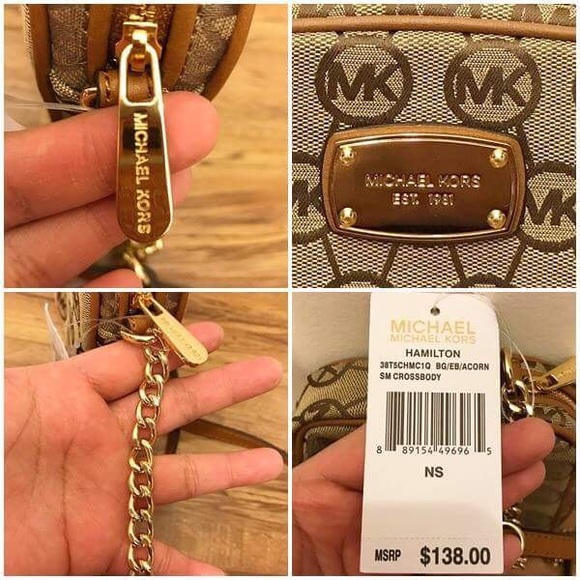 MICHAEL KORS
MK
MK
MK
MICHAEL KORS
EST. 1981
MICHAEL
MICHAEL KORS
HAMILTON
38T5CHMC1Q BG/EB/ACORN
SM CROSSBODY
8 89154 49696 5
NS
MSRP $138.00